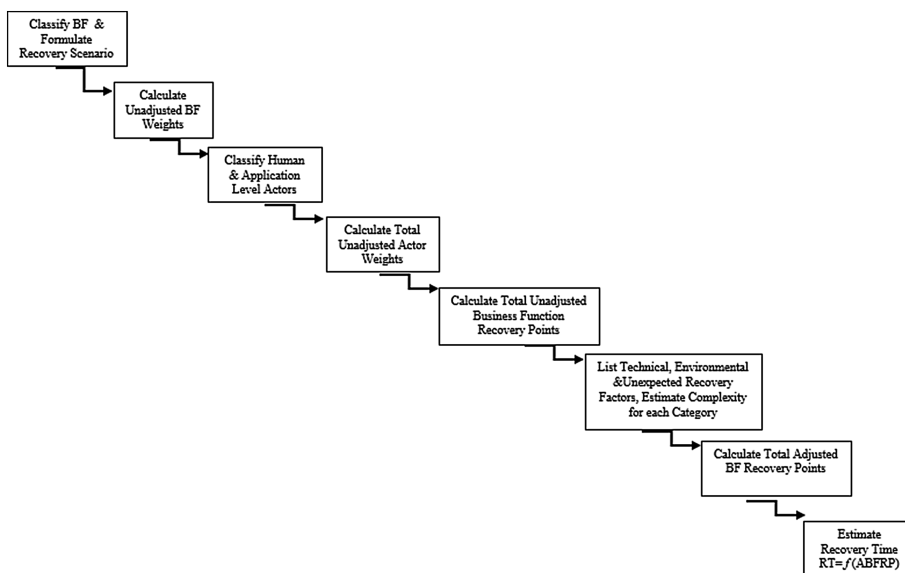 Classify BF &
Formulate
Recovery Scenario
Calculate
Unadjusted BF
Weights
Classify Human
& Application
Level Actors
Calculate Total
Unadjusted Actor
Weights
Calculate Total Unadjusted
Business Function
Recovery Points
List Technical, Environmental
&Unexpected Recovery
Factors, Estimate Complexity
for each Category
Calculate Total Adjusted
BF Recovery Points
Estimate
Recovery Time
RT=f(ABFRP)